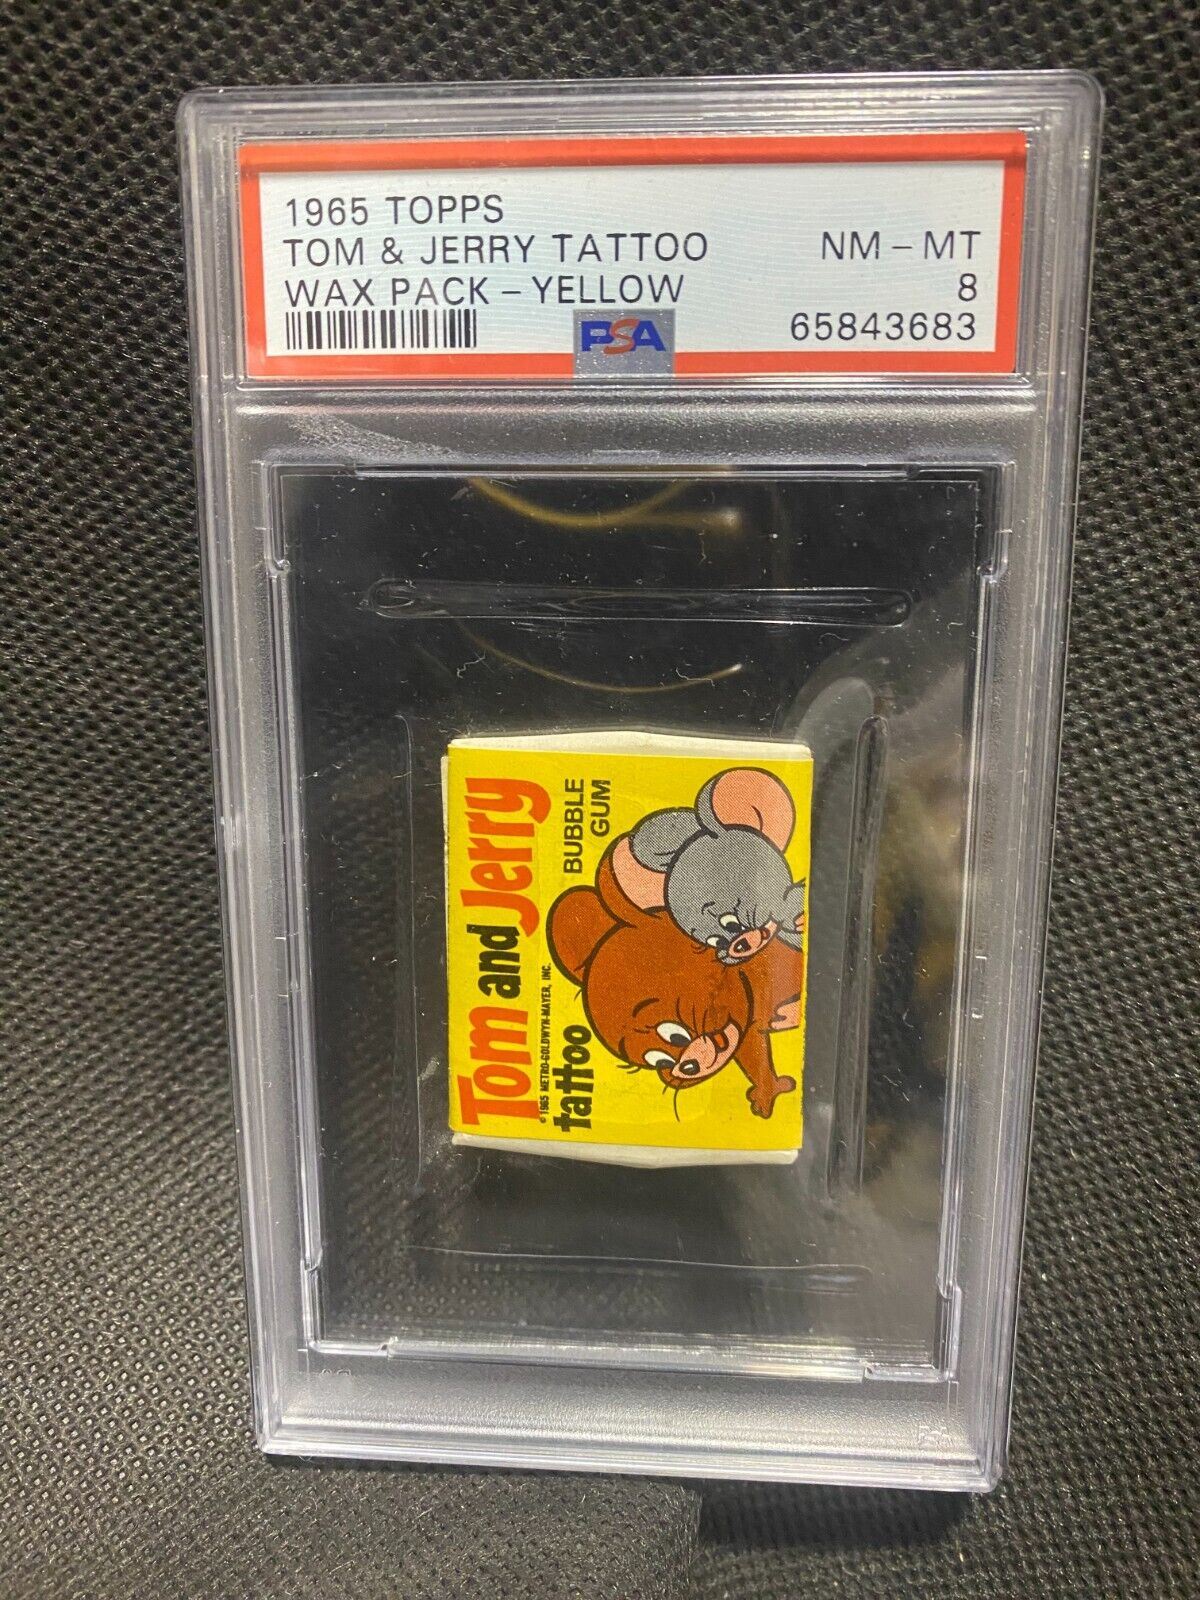 1965 TOPPS
TOM & JERRY TATTOO NM - MT
WAX PACK - YELLOW 8
PSA 65843683
Tom and Jerry
BUBBLE
GUM
©1965 METRO-GOLDWYN-MAYER, INC.
tattoo